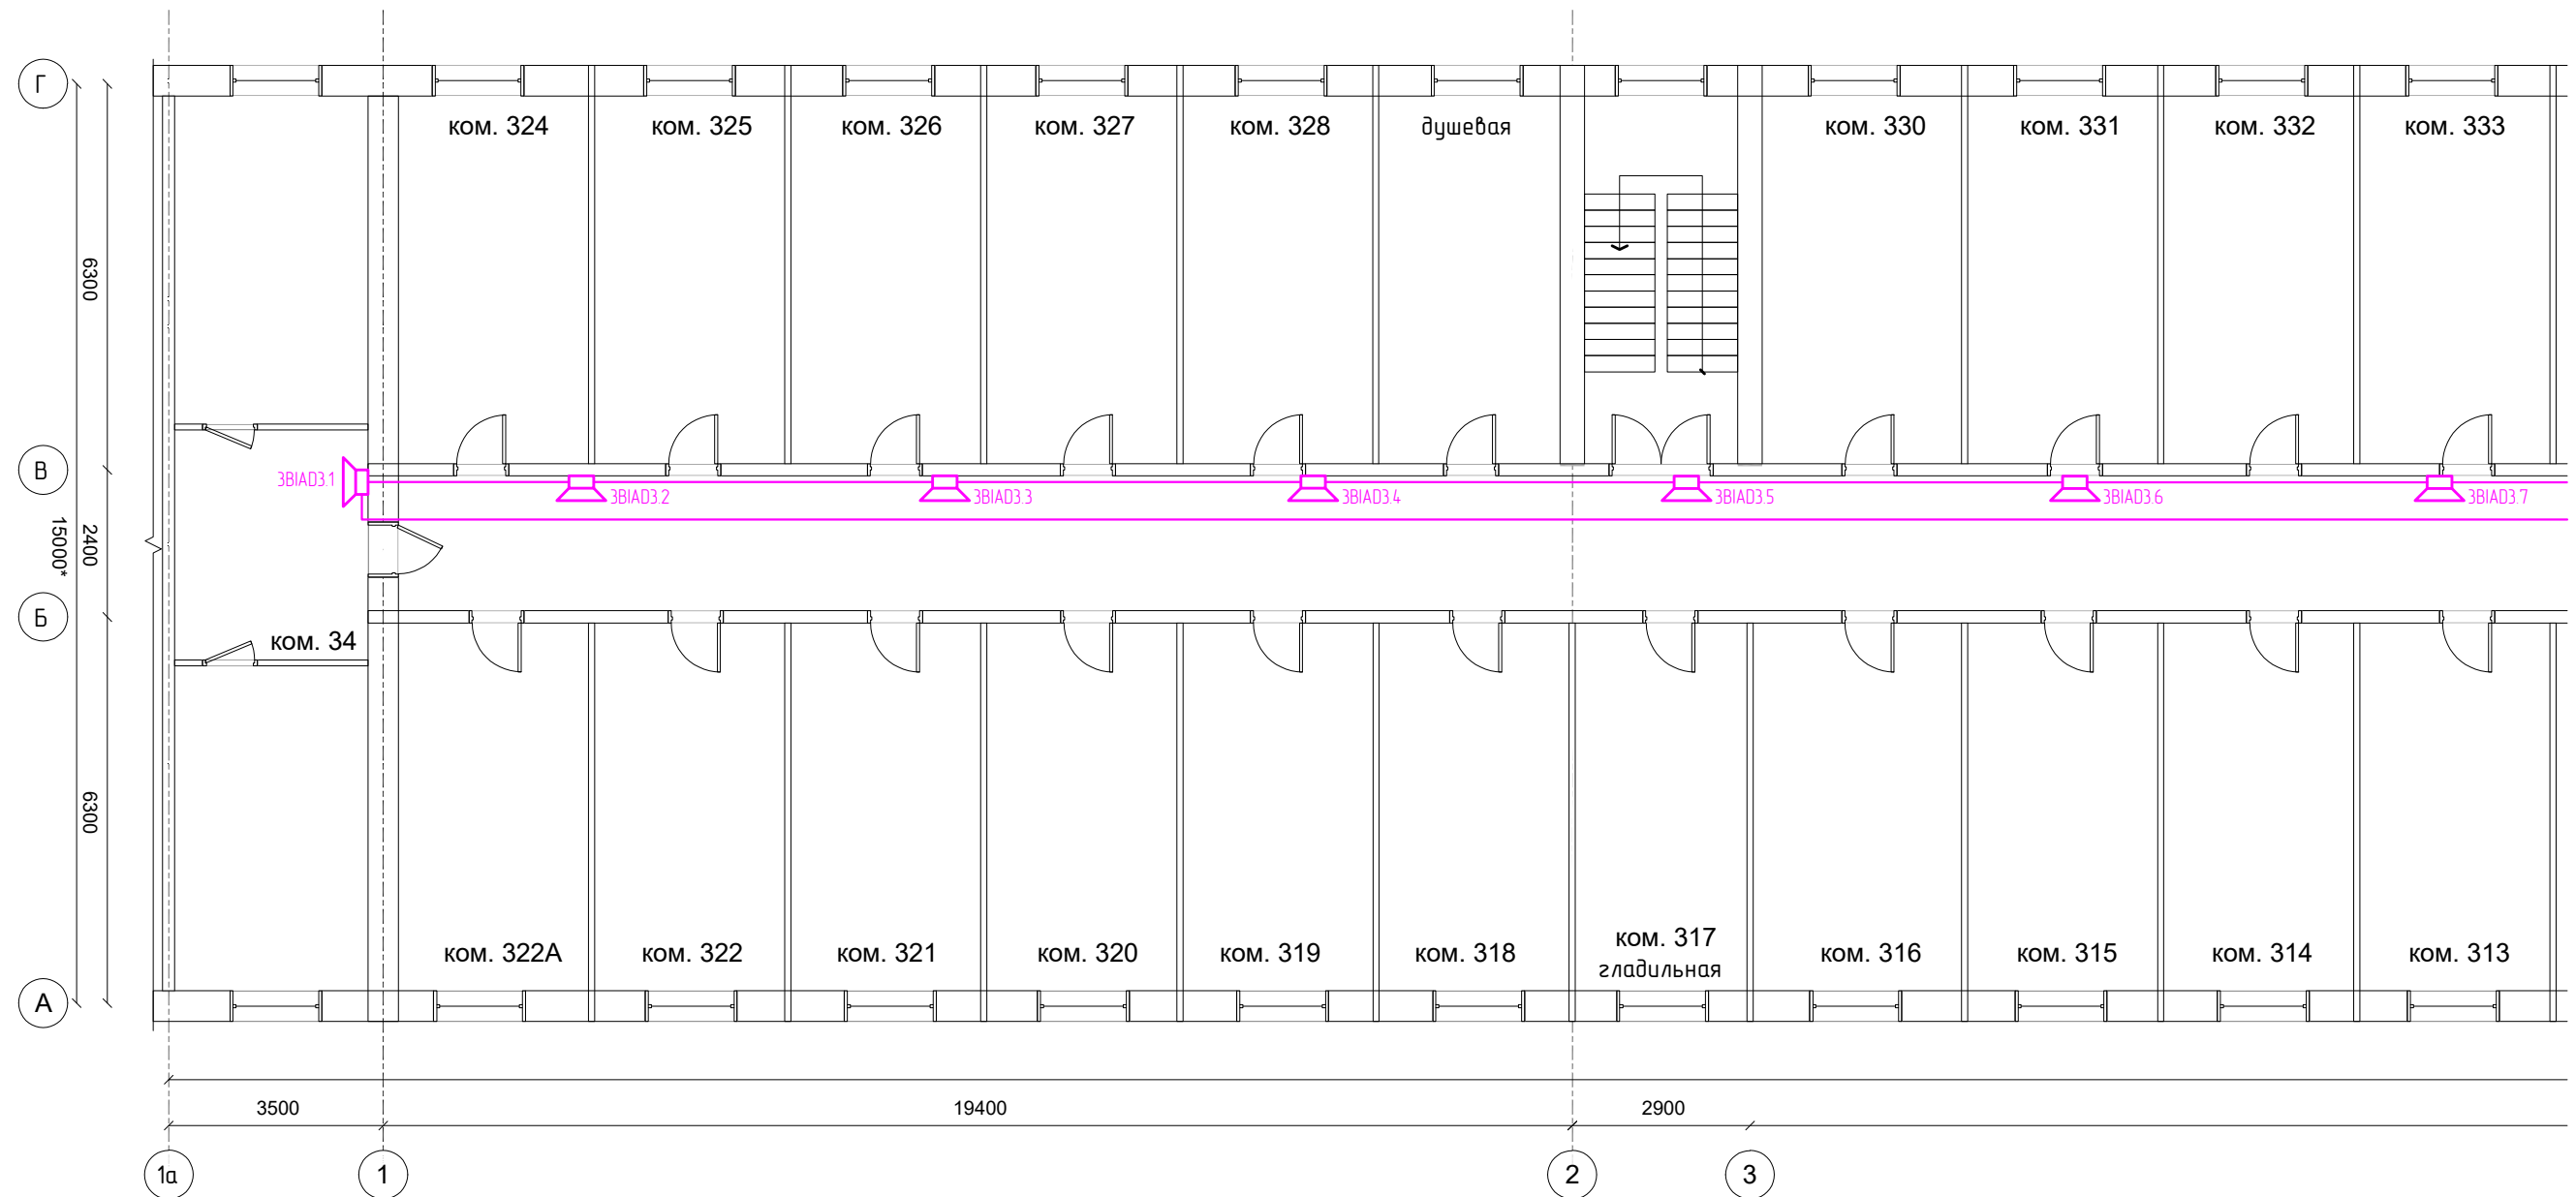 Г
ком. 324
ком. 325
ком. 326
ком. 327
ком. 328
душевая
ком. 330
ком. 331
ком. 332
ком. 333
6300
В
3BIAD3.1
3BIAD3.2
3BIAD3.3
3BIAD3.4
3BIAD3.5
3BIAD3.6
3BIAD3.7
2400
15000*
Б
ком. 34
6300
ком. 322А
ком. 322
ком. 321
ком. 320
ком. 319
ком. 318
ком. 317
гладильная
ком. 316
ком. 315
ком. 314
ком. 313
А
3500
19400
2900
1а
1
2
3